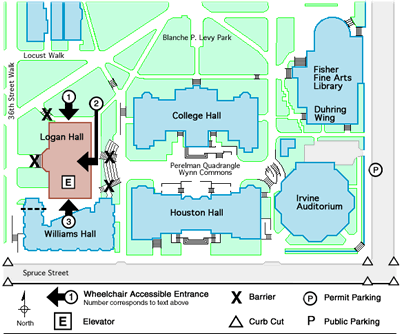 Blanche P. Levy Park
Locust Walk
36th Street Walk
Fisher
Fine Arts
Library
Duhring
Wing
1
2
Logan Hall
College Hall
Perelman Quadrangle
Wynn Commons
X
X
X
X
E
P
3
Williams Hall
Houston Hall
Irvine
Auditorium
Spruce Street
North
1 Wheelchair Accessible Entrance
Number corresponds to text above
E Elevator
X Barrier
Curb Cut
P Permit Parking
P Public Parking